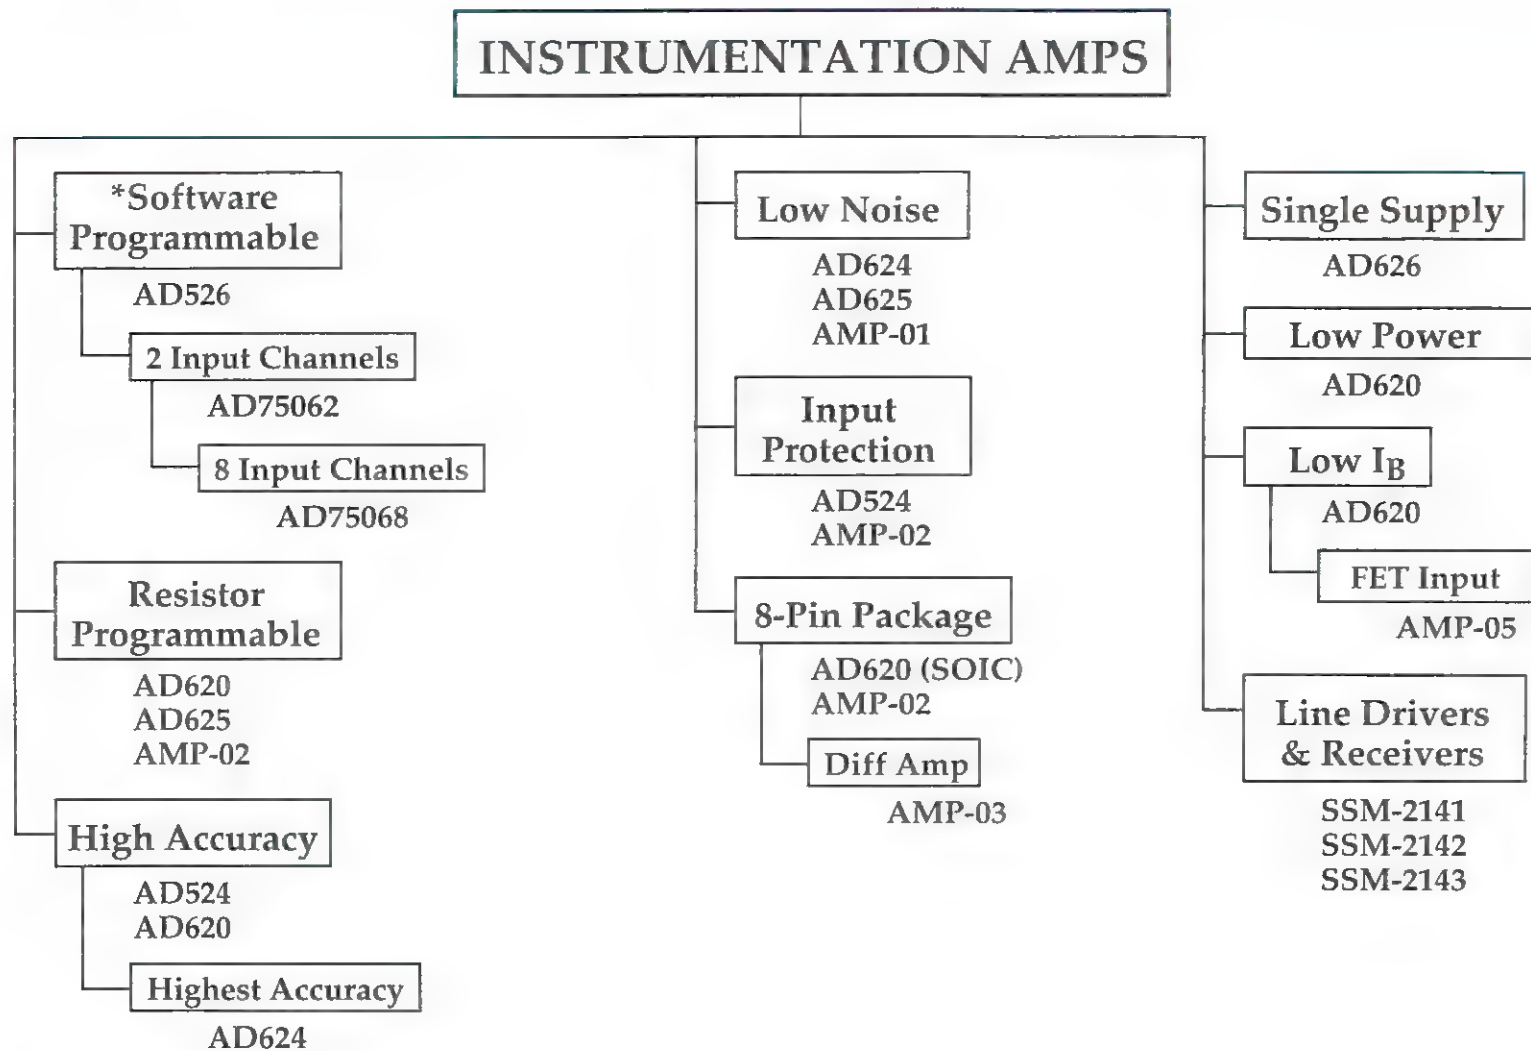 INSTRUMENTATION AMPS
*Software
Programmable
AD526
2 Input Channels
AD75062
8 Input Channels
AD75068
Resistor
Programmable
AD620
AD625
AMP-02
High Accuracy
AD524
AD620
Highest Accuracy
AD624
Low Noise
AD624
AD625
AMP-01
Input
Protection
AD524
AMP-02
8-Pin Package
AD620 (SOIC)
AMP-02
Diff Amp
AMP-03
Single Supply
AD626
Low Power
AD620
Low IB
AD620
FET Input
AMP-05
Line Drivers
& Receivers
SSM-2141
SSM-2142
SSM-2143